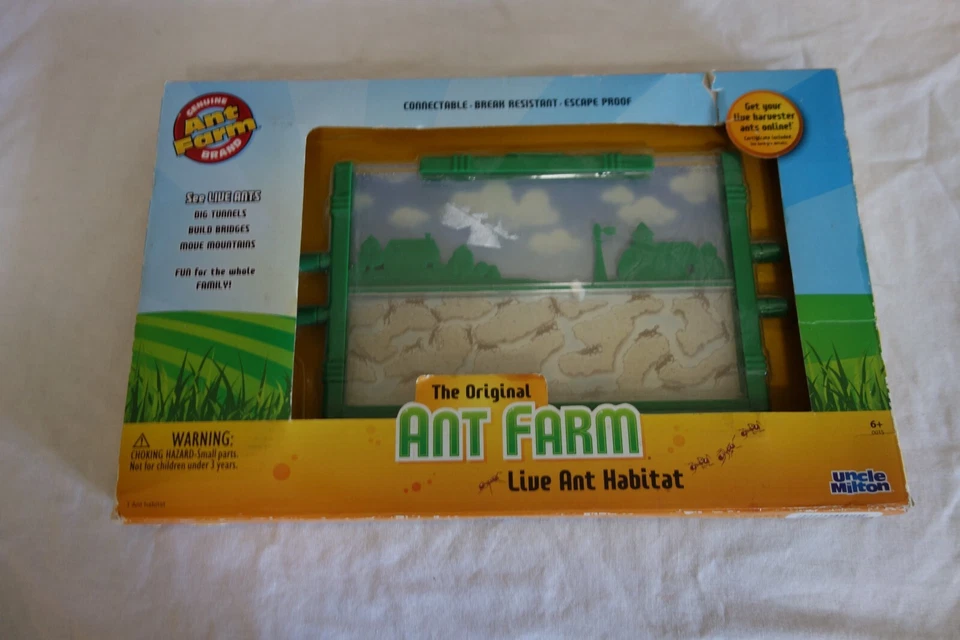 GENUINE
Ant
Farm
BRAND
CONNECTABLE · BREAK RESISTANT · ESCAPE PROOF
Get your
live harvester
ants online!
See LIVE ANTS
DIG TUNNELS
BUILD BRIDGES
MOVE MOUNTAINS
FUN for the whole
FAMILY!
The Original
ANT FARM
Live Ant Habitat
WARNING:
CHOKING HAZARD-Small parts.
Not for children under 3 years.
6+
uncle
Milton